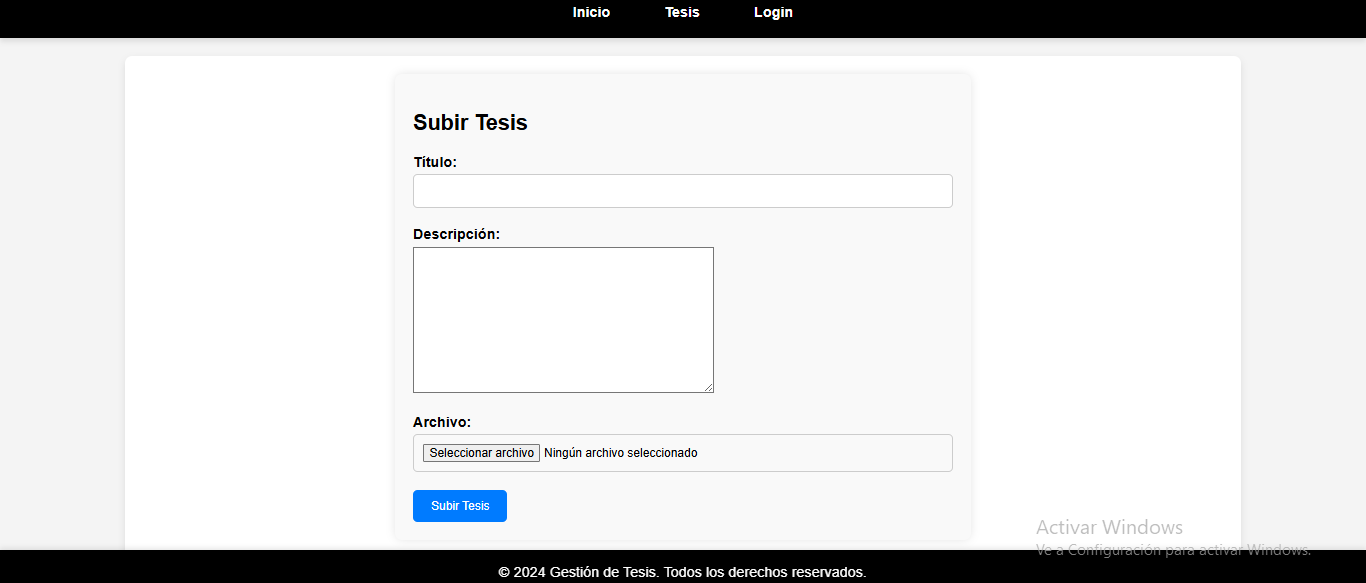 Inicio Tesis Login
Subir Tesis
Título:
Descripción:
Archivo:
Seleccionar archivo Ningún archivo seleccionado
Subir Tesis
Activar Windows
Ve a Configuración para activar Windows.
© 2024 Gestión de Tesis. Todos los derechos reservados.